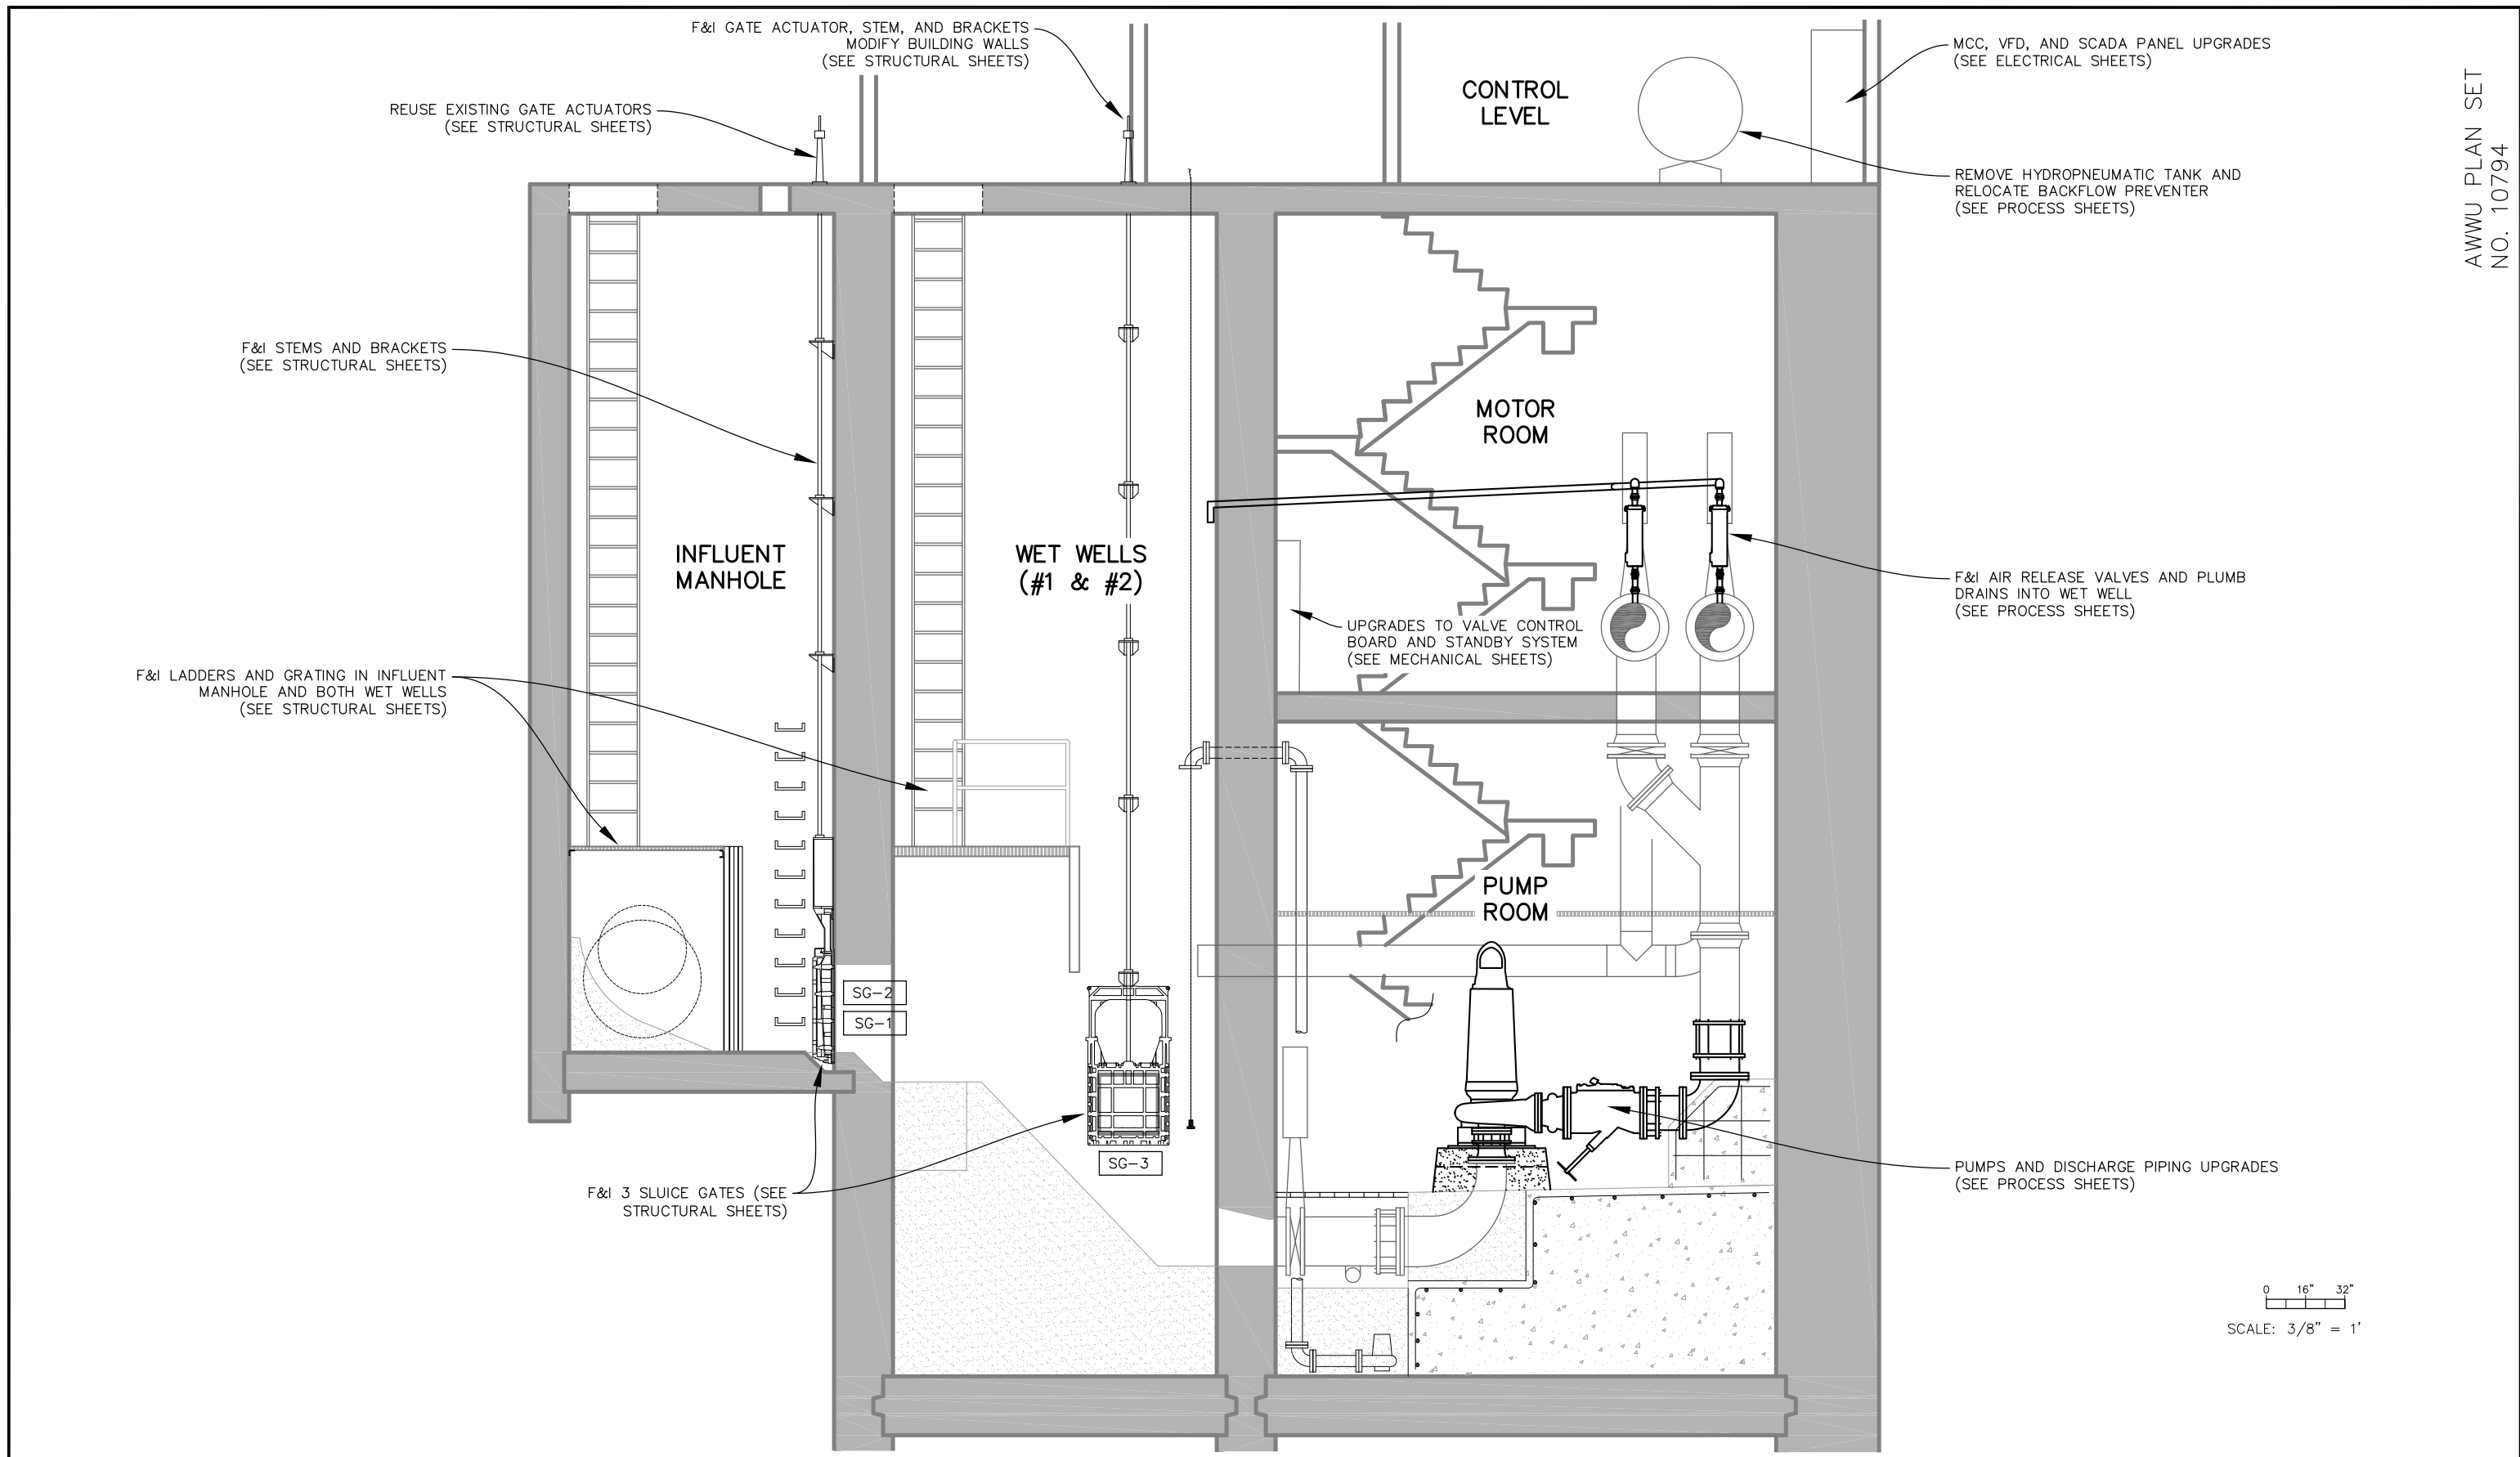 F&I GATE ACTUATOR, STEM, AND BRACKETS
MODIFY BUILDING WALLS
(SEE STRUCTURAL SHEETS)
REUSE EXISTING GATE ACTUATORS
(SEE STRUCTURAL SHEETS)
CONTROL
LEVEL
MCC, VFD, AND SCADA PANEL UPGRADES
(SEE ELECTRICAL SHEETS)
REMOVE HYDROPNEUMATIC TANK AND
RELOCATE BACKFLOW PREVENTER
(SEE PROCESS SHEETS)
AWWU PLAN SET
NO. 10794
F&I STEMS AND BRACKETS
(SEE STRUCTURAL SHEETS)
MOTOR
ROOM
INFLUENT
MANHOLE
WET WELLS
(#1 & #2)
F&I AIR RELEASE VALVES AND PLUMB
DRAINS INTO WET WELL
(SEE PROCESS SHEETS)
UPGRADES TO VALVE CONTROL
BOARD AND STANDBY SYSTEM
(SEE MECHANICAL SHEETS)
F&I LADDERS AND GRATING IN INFLUENT
MANHOLE AND BOTH WET WELLS
(SEE STRUCTURAL SHEETS)
PUMP
ROOM
SG-2
SG-1
SG-3
F&I 3 SLUICE GATES (SEE
STRUCTURAL SHEETS)
PUMPS AND DISCHARGE PIPING UPGRADES
(SEE PROCESS SHEETS)
0 16" 32"
SCALE: 3/8" = 1'